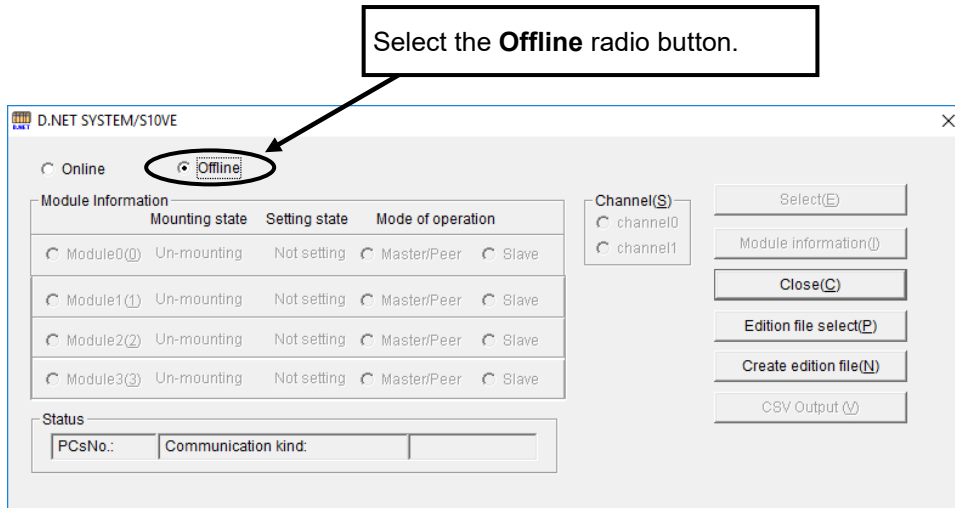 Select the Offline radio button.
D.NET
D.NET SYSTEM/S10VE
Online Offline
Module Information
Mounting state Setting state Mode of operation
Module0(0) Un-mounting Not setting Master/Peer Slave
Module1(1) Un-mounting Not setting Master/Peer Slave
Module2(2) Un-mounting Not setting Master/Peer Slave
Module3(3) Un-mounting Not setting Master/Peer Slave
Channel(S)
channel0
channel1
Select(E)
Module information(I)
Close(C)
Edition file select(P)
Create edition file(N)
CSV Output (V)
Status
PCsNo.: Communication kind: